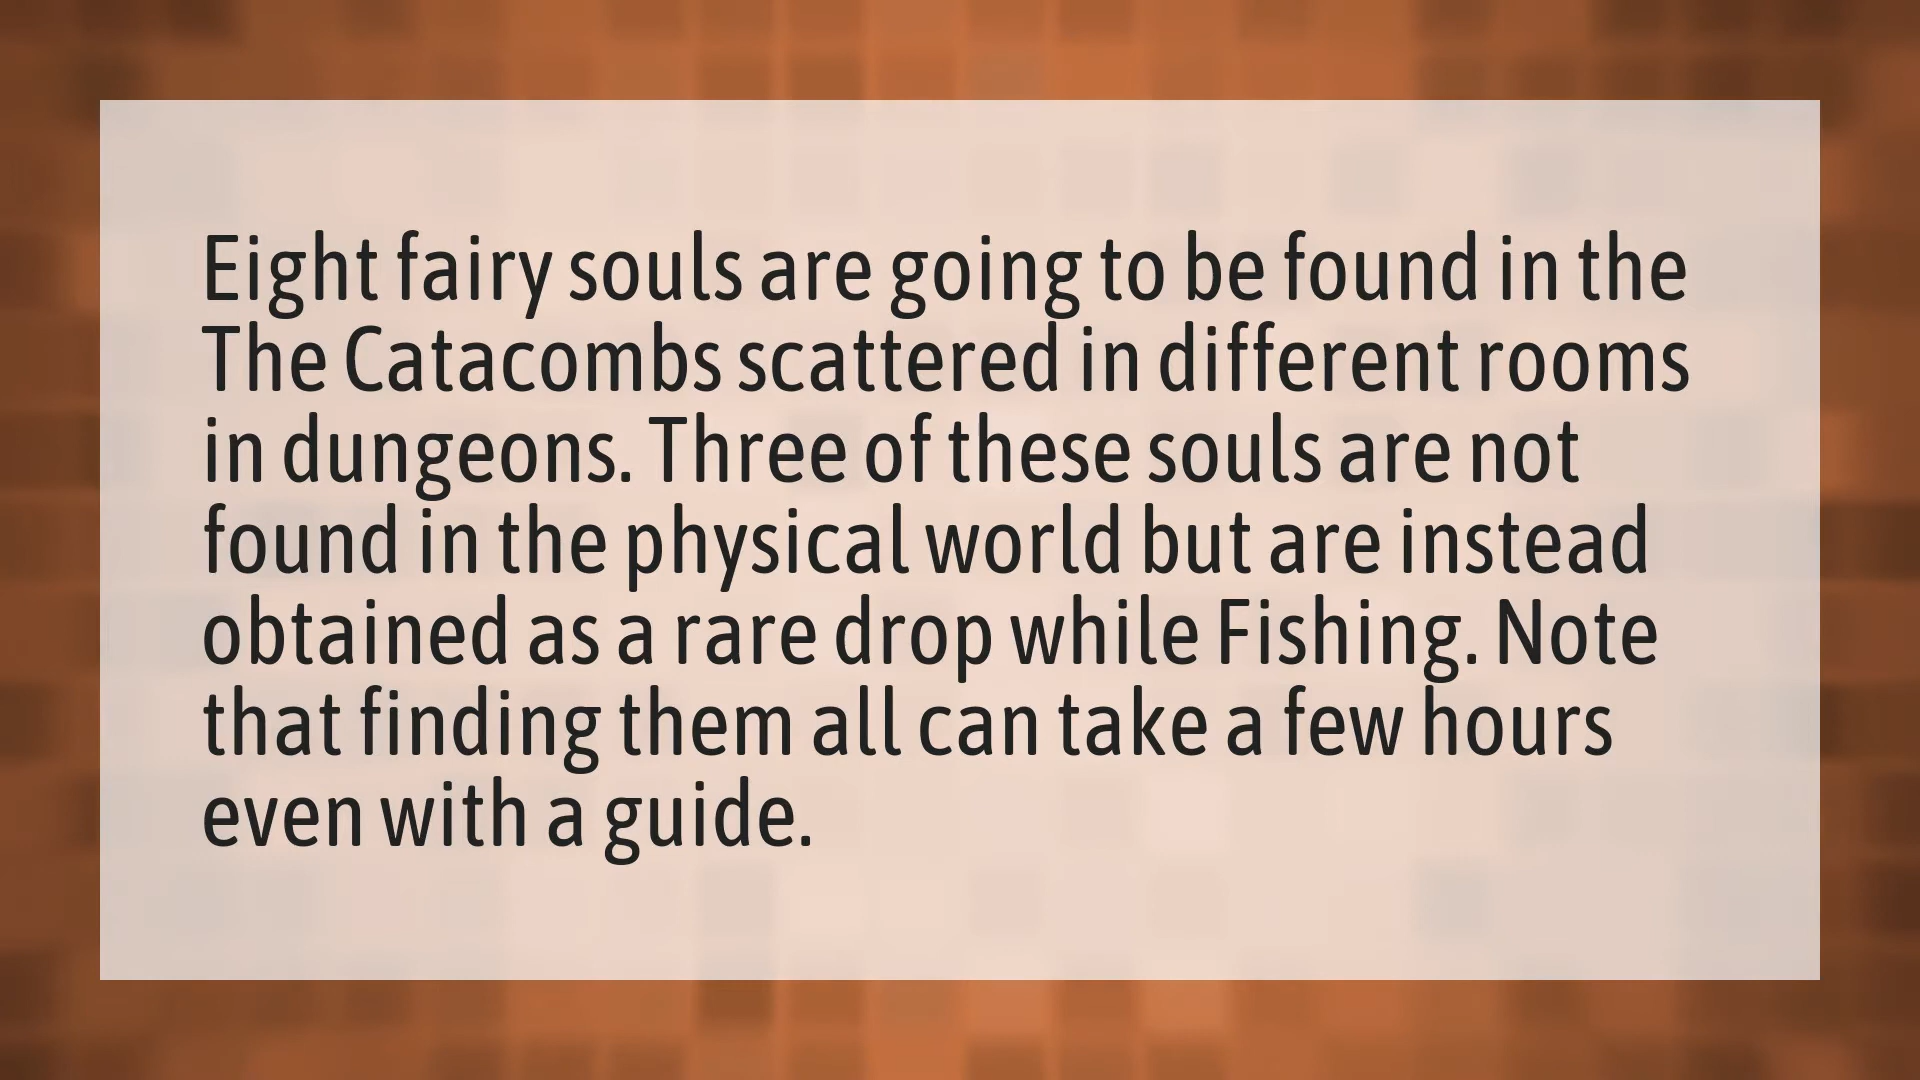 Eight fairy souls are going to be found in the
The Catacombs scattered in different rooms
in dungeons. Three of these souls are not
found in the physical world but are instead
obtained as a rare drop while Fishing. Note
that finding them all can take a few hours
even with a guide.